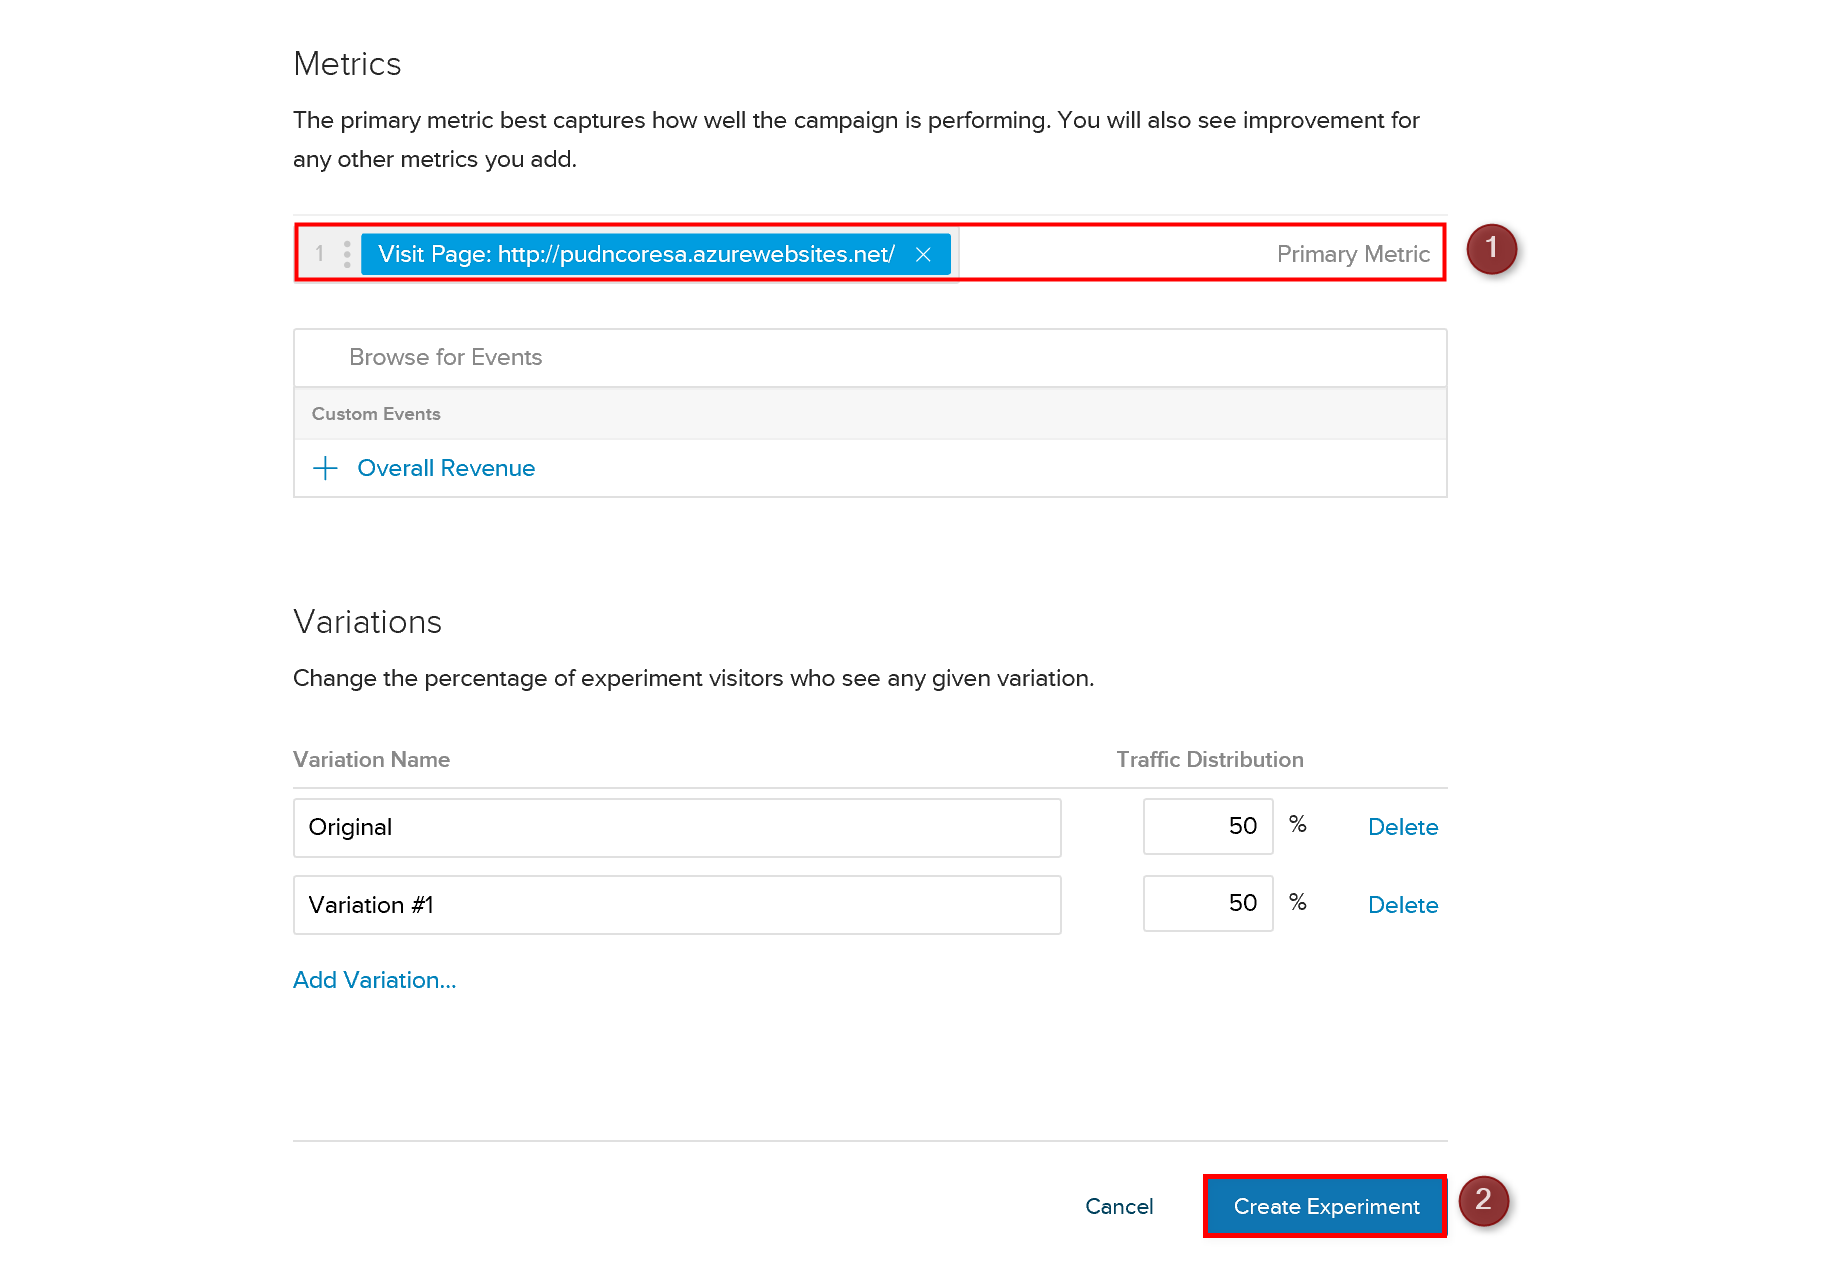 Metrics
The primary metric best captures how well the campaign is performing. You will also see improvement for
any other metrics you add.
1 Visit Page: http://pudncoresa.azurewebsites.net/ Primary Metric 1
Browse for Events
Custom Events
Overall Revenue
Variations
Change the percentage of experiment visitors who see any given variation.
Variation Name Traffic Distribution
Original 50 % Delete
Variation #1 50 % Delete
Add Variation...
Cancel Create Experiment 2